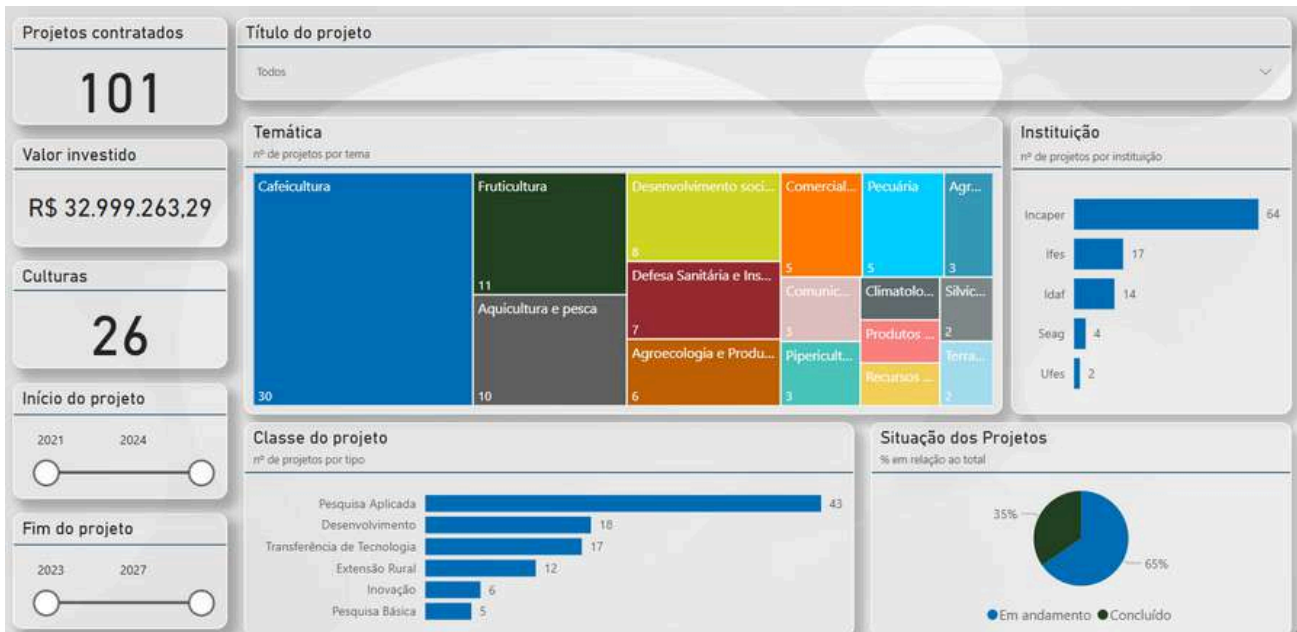 Projetos contratados
101
Valor investido
R$ 32.999.263,29
Culturas
26
Início do projeto
2021 2024
Fim do projeto
2023 2027
Título do projeto
Todos
Temática
nº de projetos por tema
Cafeicultura
30
Fruticultura
11
Aquicultura e pesca
10
Desenvolvimento soci...
8
Defesa Sanitária e Ins...
7
Agroecologia e Produ...
6
Comercial...
5
Comunic...
3
Pipericult...
3
Pecuária
5
Climatolo...
Produtos ...
Recursos ...
Agr...
3
Silvic...
2
Terra...
2
Instituição
nº de projetos por instituição
Incaper 64
Ifes 17
Idaf 14
Seag 4
Ufes 2
Classe do projeto
nº de projetos por tipo
Pesquisa Aplicada 43
Desenvolvimento 18
Transferência de Tecnologia 17
Extensão Rural 12
Inovação 6
Pesquisa Básica 5
Situação dos Projetos
% em relação ao total
35%
65%
Em andamento Concluído